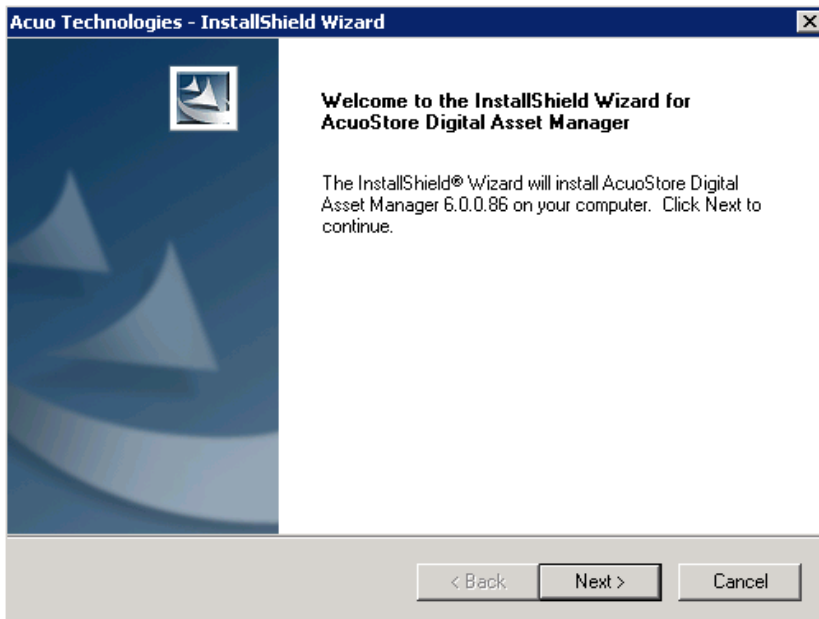 Acuo Technologies - InstallShield Wizard
Welcome to the InstallShield Wizard for
AcuoStore Digital Asset Manager
The InstallShield® Wizard will install AcuoStore Digital
Asset Manager 6.0.0.86 on your computer. Click Next to
continue.
< Back Next > Cancel